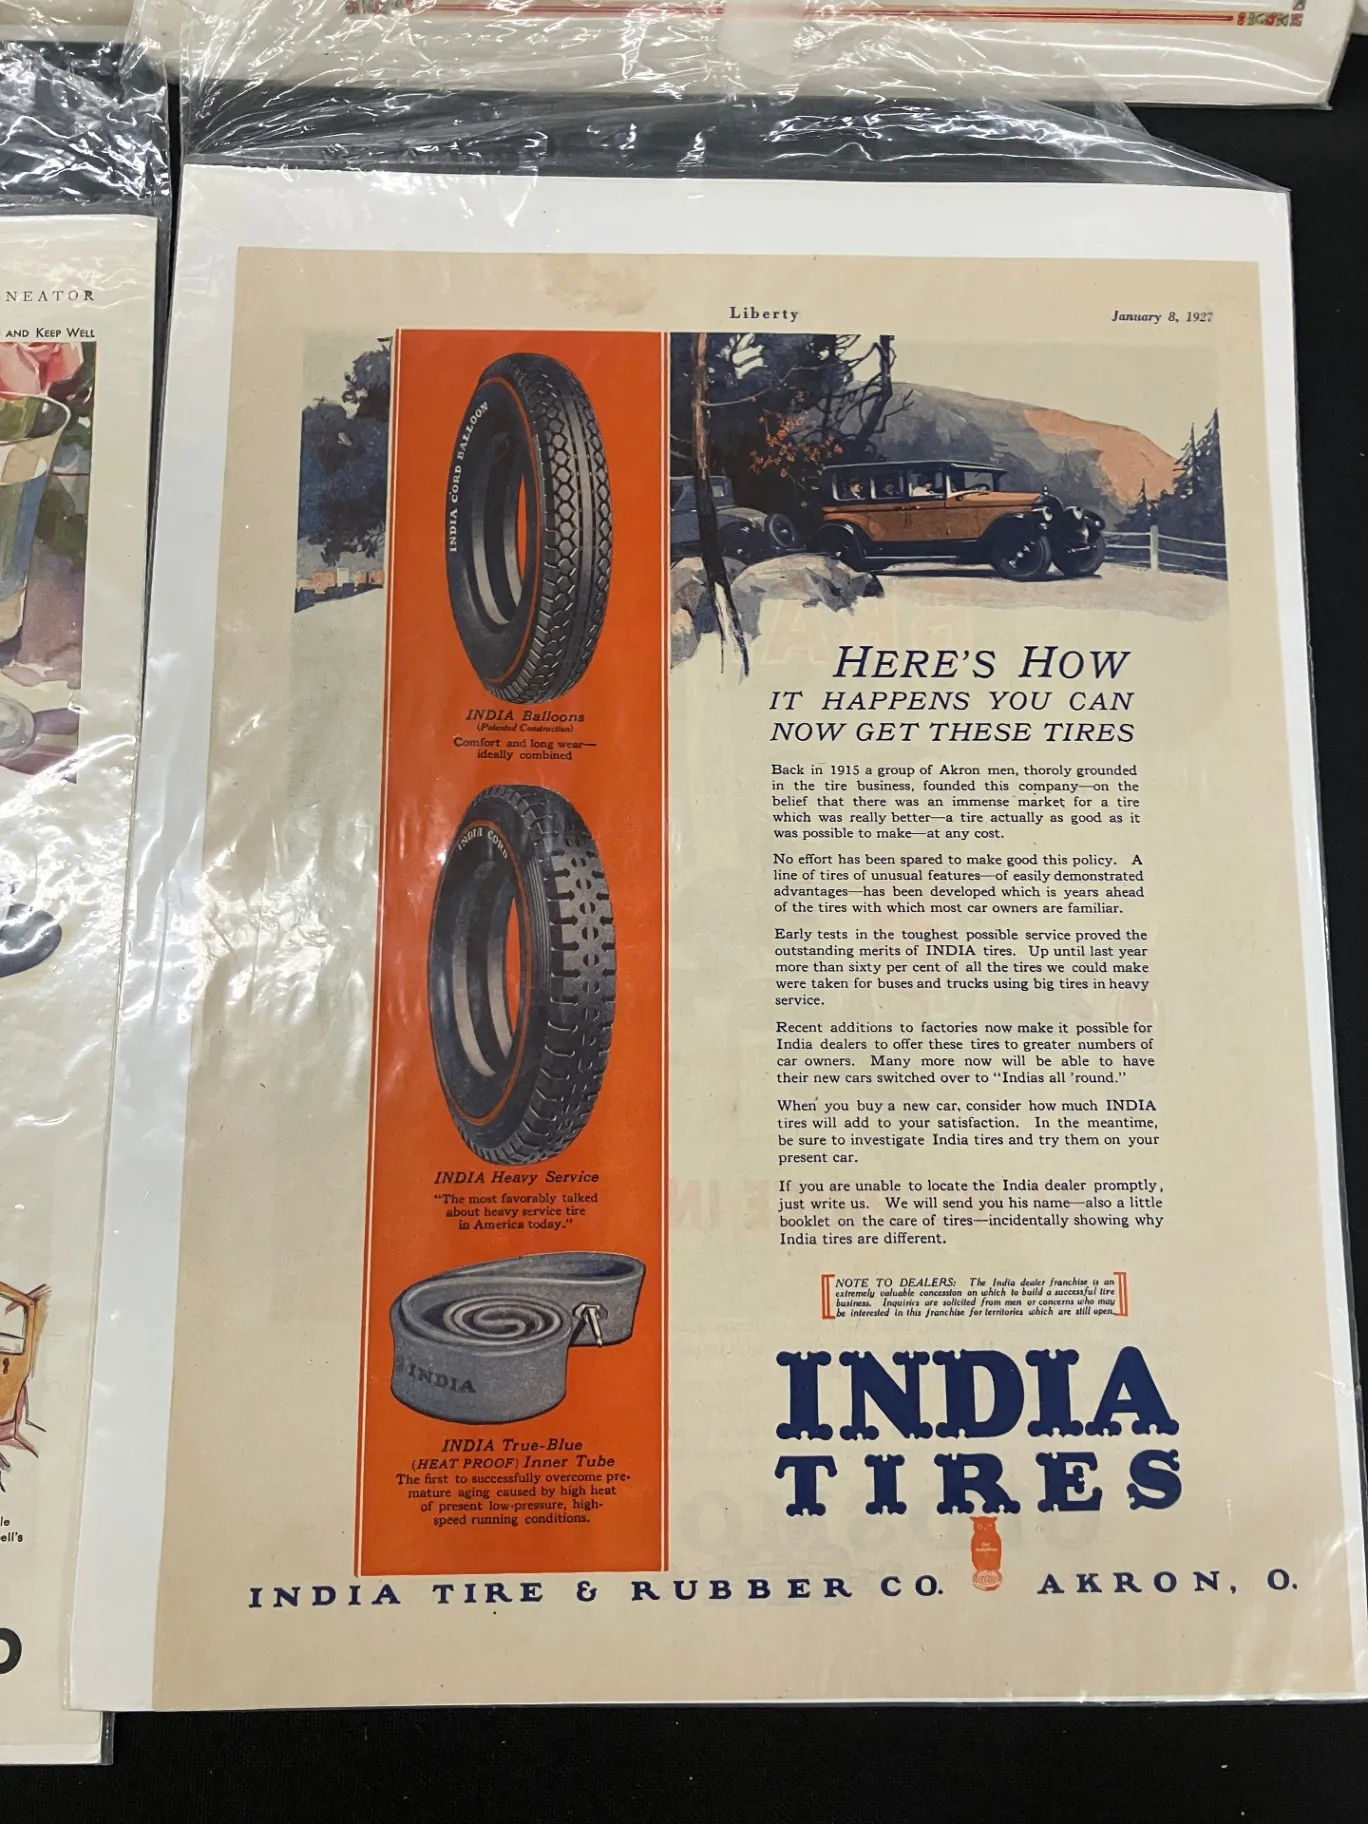 NEATOR
AND KEEP WELL
Liberty
January 8, 1927
INDIA CORD BALLOON
INDIA Balloons
(Patented Construction)
Comfort and long wear—
ideally combined
INDIA CORD
INDIA Heavy Service
"The most favorably talked
about heavy service tire
in America today."
INDIA
INDIA True-Blue
(HEAT PROOF) Inner Tube
The first to successfully overcome pre-
mature aging caused by high heat
of present low-pressure, high-
speed running conditions.
HERE'S HOW
IT HAPPENS YOU CAN
NOW GET THESE TIRES
Back in 1915 a group of Akron men, thoroly grounded
in the tire business, founded this company—on the
belief that there was an immense market for a tire
which was really better—a tire actually as good as it
was possible to make—at any cost.
No effort has been spared to make good this policy. A
line of tires of unusual features—of easily demonstrated
advantages—has been developed which is years ahead
of the tires with which most car owners are familiar.
Early tests in the toughest possible service proved the
outstanding merits of INDIA tires. Up until last year
more than sixty per cent of all the tires we could make
were taken for buses and trucks using big tires in heavy
service.
Recent additions to factories now make it possible for
India dealers to offer these tires to greater numbers of
car owners. Many more now will be able to have
their new cars switched over to "Indias all 'round."
When you buy a new car, consider how much INDIA
tires will add to your satisfaction. In the meantime,
be sure to investigate India tires and try them on your
present car.
If you are unable to locate the India dealer promptly,
just write us. We will send you his name—also a little
booklet on the care of tires—incidentally showing why
India tires are different.
NOTE TO DEALERS: The India dealer franchise is an
extremely valuable concession on which to build a successful tire
business. Inquiries are solicited from men or concerns who may
be interested in this franchise for territories which are still open.
INDIA
TIRES
INDIA TIRE & RUBBER CO. AKRON, O.
le
ell's